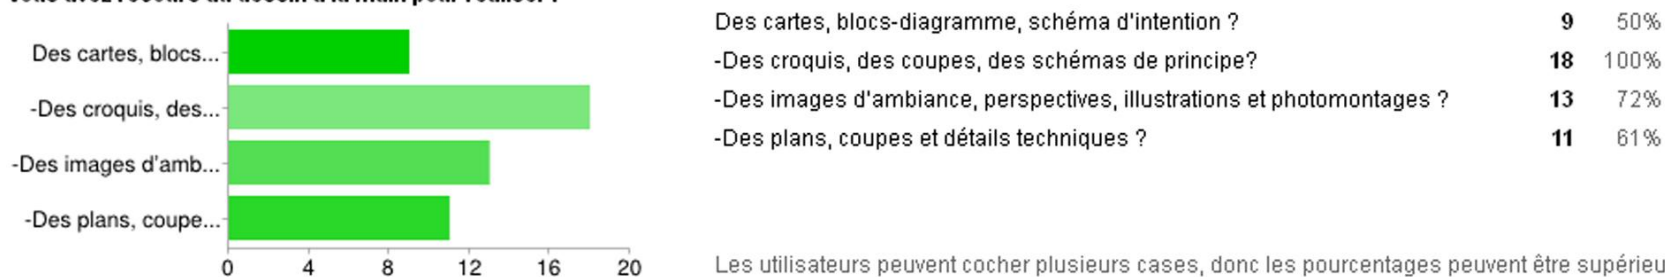 Des cartes, blocs...
-Des croquis, des...
-Des images d'amb...
-Des plans, coupe...
0 4 8 12 16 20
Des cartes, blocs-diagramme, schéma d'intention ? 9 50%
-Des croquis, des coupes, des schémas de principe? 18 100%
-Des images d'ambiance, perspectives, illustrations et photomontages ? 13 72%
-Des plans, coupes et détails techniques ? 11 61%
Les utilisateurs peuvent cocher plusieurs cases, donc les pourcentages peuvent être supérieu